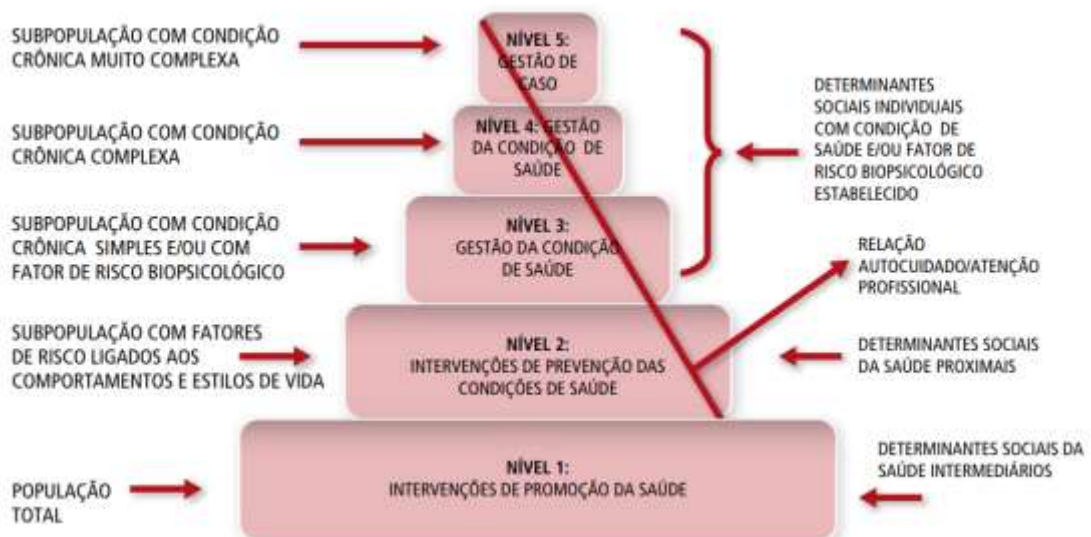 SUBPOPULAÇÃO COM CONDIÇÃO
CRÔNICA MUITO COMPLEXA
SUBPOPULAÇÃO COM CONDIÇÃO
CRÔNICA COMPLEXA
SUBPOPULAÇÃO COM CONDIÇÃO
CRÔNICA SIMPLES E/OU COM
FATOR DE RISCO BIOPSICOLÓGICO
SUBPOPULAÇÃO COM FATORES
DE RISCO LIGADOS AOS
COMPORTAMENTOS E ESTILOS DE VIDA
POPULAÇÃO
TOTAL
NÍVEL 5:
GESTÃO DE
CASO
NÍVEL 4: GESTÃO
DA CONDIÇÃO DE
SAÚDE
NÍVEL 3:
GESTÃO DA CONDIÇÃO
DE SAÚDE
NÍVEL 2:
INTERVENÇÕES DE PREVENÇÃO DAS
CONDIÇÕES DE SAÚDE
NÍVEL 1:
INTERVENÇÕES DE PROMOÇÃO DA SAÚDE
DETERMINANTES
SOCIAIS INDIVIDUAIS
COM CONDIÇÃO DE
SAÚDE E/OU FATOR DE
RISCO BIOPSICOLÓGICO
ESTABELECIDO
RELAÇÃO
AUTOCUIDADO/ATENÇÃO
PROFISSIONAL
DETERMINANTES SOCIAIS
DA SAÚDE PROXIMAIS
DETERMINANTES SOCIAIS DA
SAÚDE INTERMEDIÁRIOS